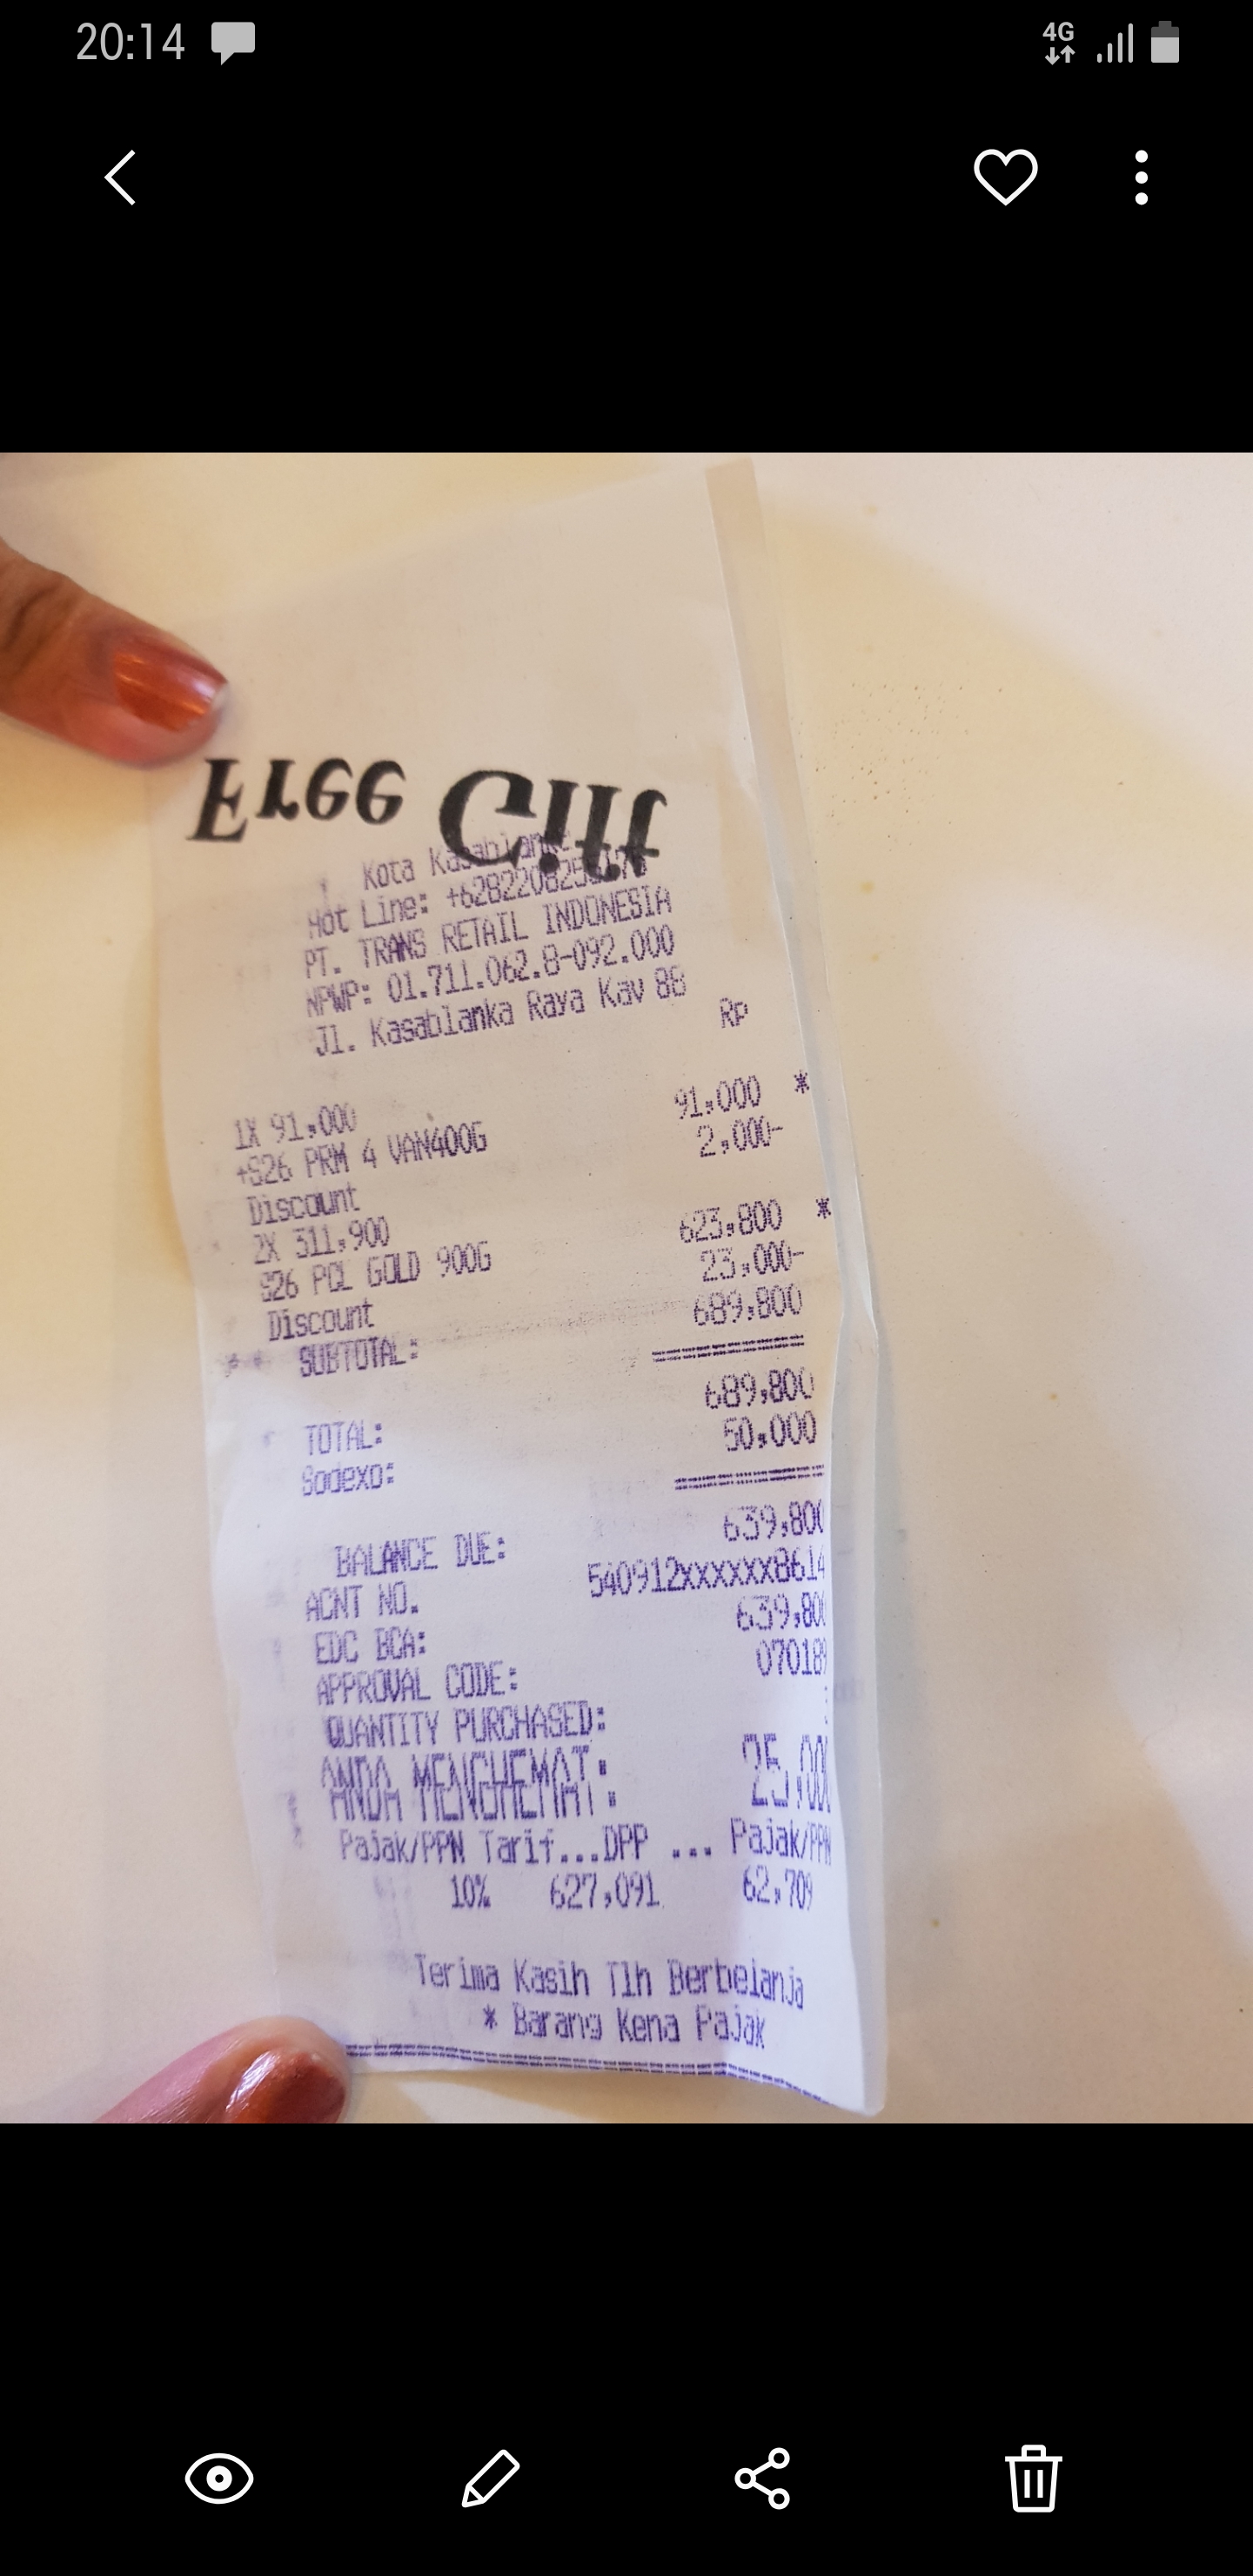 20:14
4G
Free Gift
Kota Kasablanka
Hot Line: 
PT. TRANS RETAIL INDONESIA
NPWP: 01.711.062.8-092.000
Jl. Kasablanka Raya Kav 88
Rp
1X 91,000 91,000 *
+S26 PRM 4 VAN400G
Discount 2,000-
2X 311,900 623,800 *
S26 PCL GOLD 900G
Discount 23,000-
SUBTOTAL: 689,800
TOTAL: 689,800
Sodexo: 50,000
BALANCE DUE: 639,800
ACNT NO. 540912xxxxxx8614
EDC BCA: 639,800
APPROVAL CODE: 07018
QUANTITY PURCHASED:
ANDA MENGHEMAT: 25,00
Pajak/PPN Tarif...DPP ... Pajak/PPN
10% 627,091 62,709
Terima Kasih Tlh Berbelanja
* Barang Kena Pajak